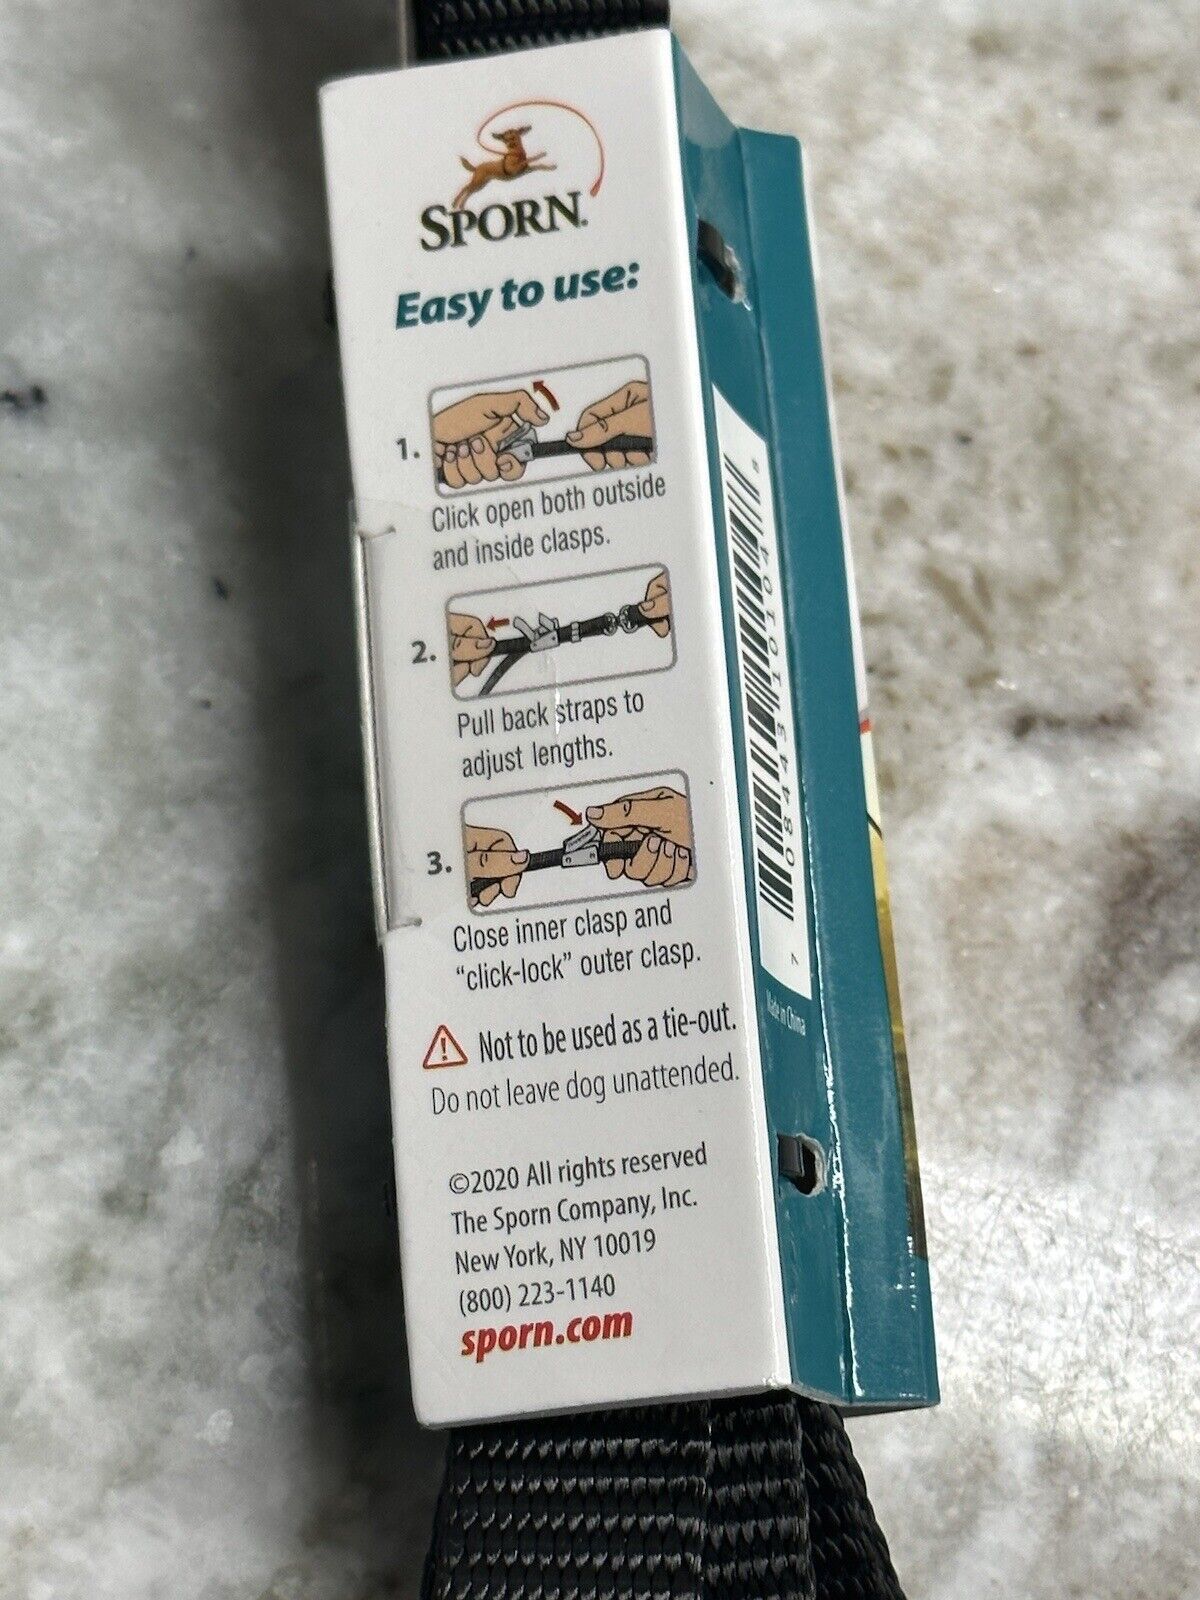 SPORN.
Easy to use:
1.
Click open both outside
and inside clasps.
2.
Pull back straps to
adjust lengths.
3.
Close inner clasp and
“click-lock” outer clasp.
Not to be used as a tie-out.
Do not leave dog unattended.
©2020 All rights reserved
The Sporn Company, Inc.
New York, NY 10019
(800) 223-1140
sporn.com
Made in China